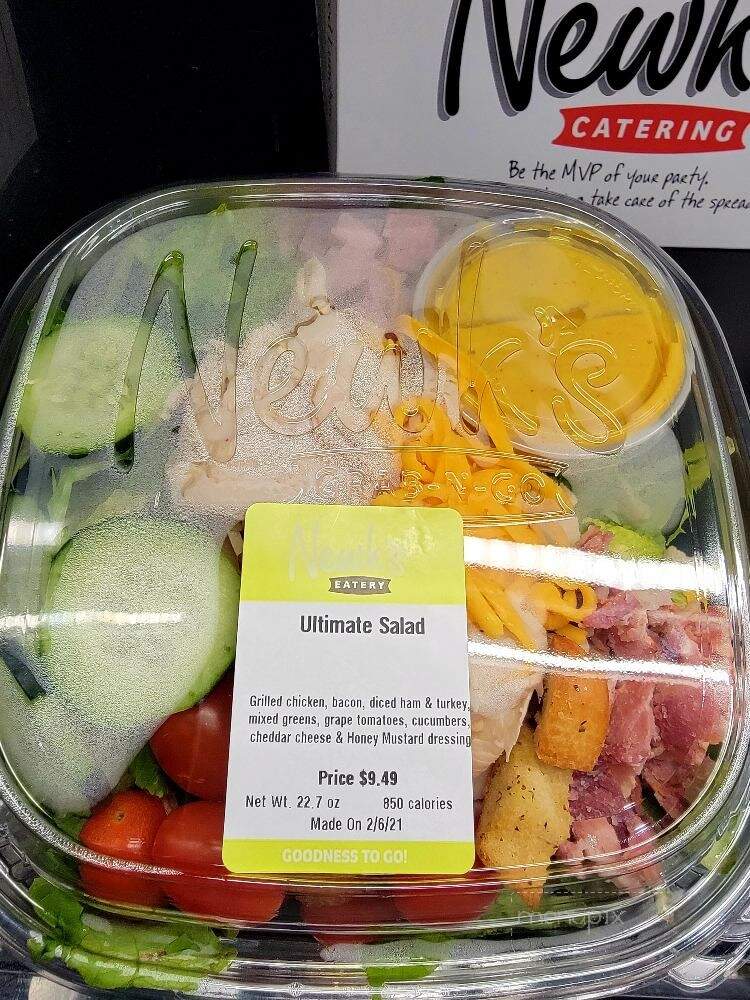 Newk
CATERING
Be the MVP of your party.
take care of the sprea
Newk's
GRAB-N-GO
Newk's
EATERY
Ultimate Salad
Grilled chicken, bacon, diced ham & turkey,
mixed greens, grape tomatoes, cucumbers,
cheddar cheese & Honey Mustard dressing
Price $9.49
Net Wt. 22.7 oz 850 calories
Made On 2/6/21
GOODNESS TO GO!
menupix